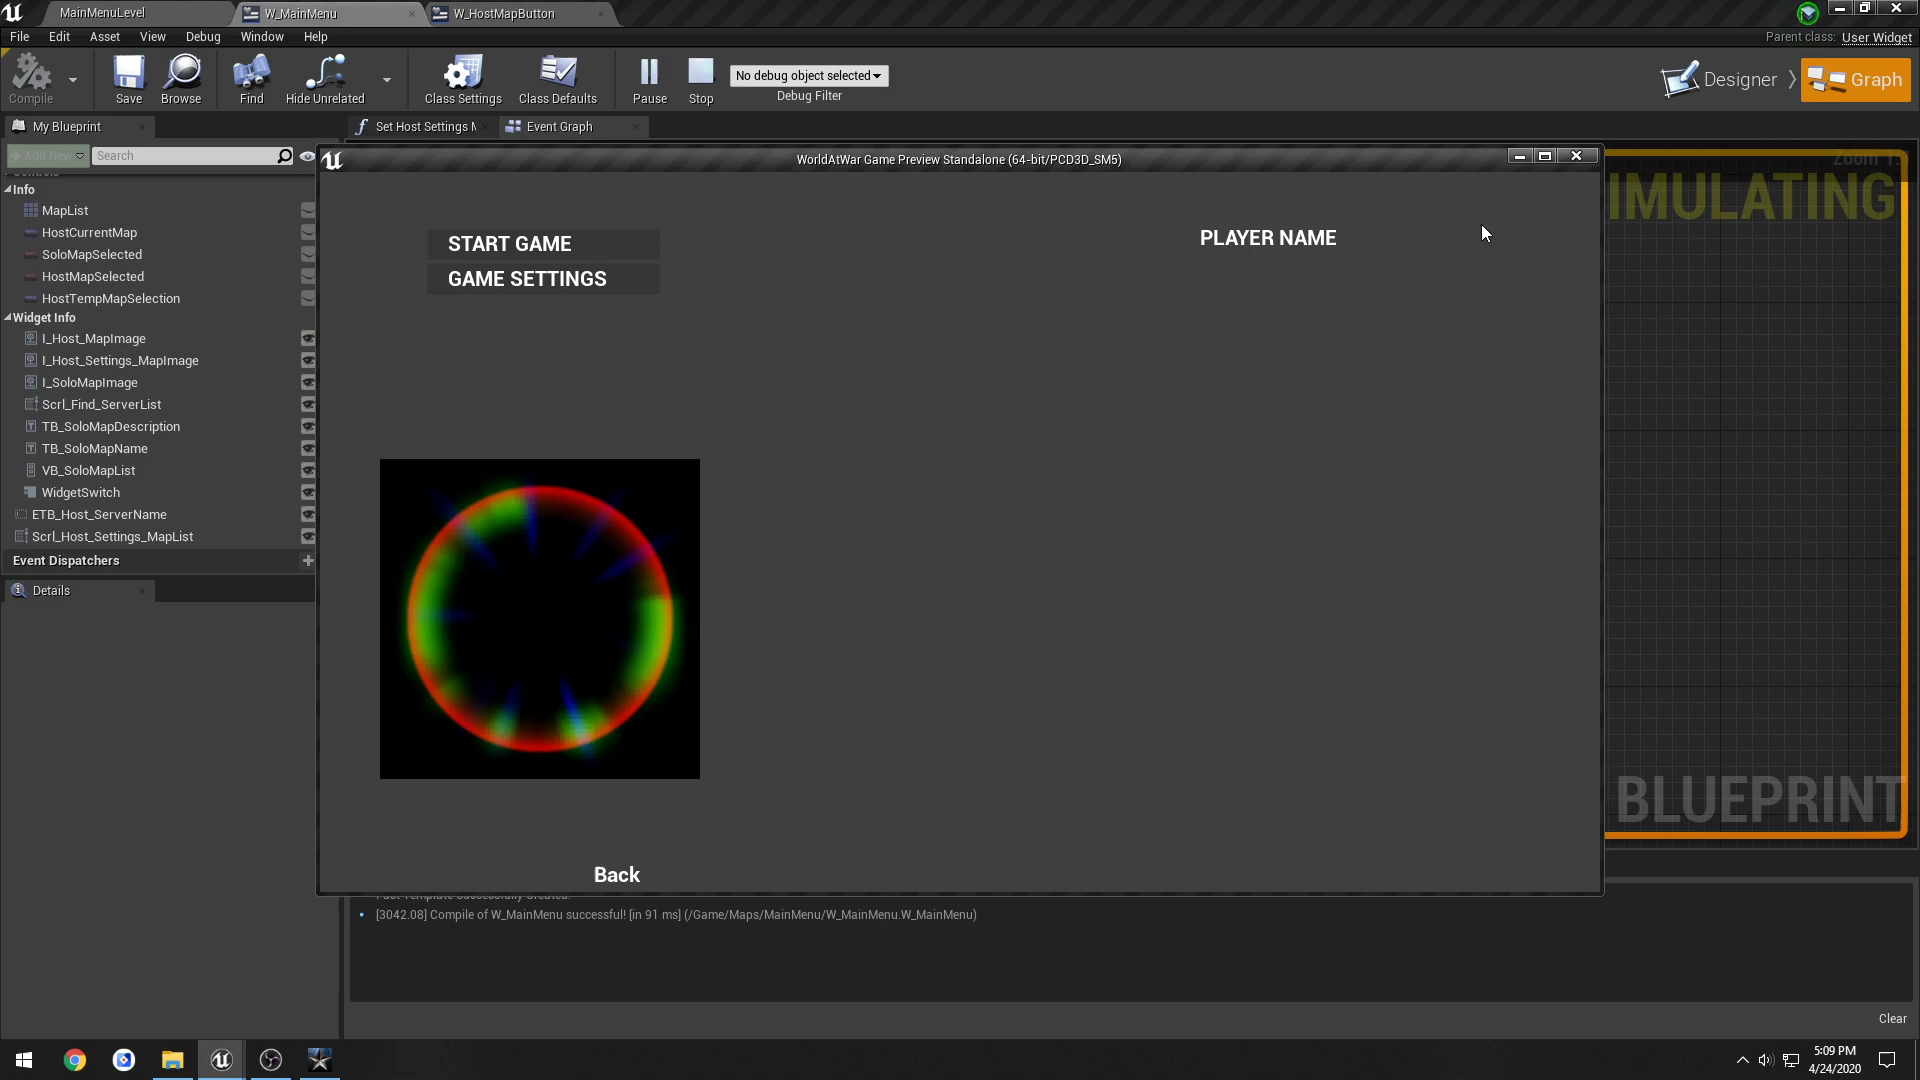 MainMenuLevel
W_MainMenu
W_HostMapButton
File Edit Asset View Debug Window Help
Parent class: User Widget
Compile
Save
Browse
Find
Hide Unrelated
Class Settings
Class Defaults
Pause
Stop
No debug object selected
Debug Filter
Designer
Graph
My Blueprint
Set Host Settings M
Event Graph
Add New
Search
WorldAtWar Game Preview Standalone (64-bit/PCD3D_SM5)
IMULATING
Info
MapList
HostCurrentMap
SoloMapSelected
HostMapSelected
HostTempMapSelection
Widget Info
I_Host_MapImage
I_Host_Settings_MapImage
I_SoloMapImage
Scrl_Find_ServerList
TB_SoloMapDescription
TB_SoloMapName
VB_SoloMapList
WidgetSwitch
ETB_Host_ServerName
Scrl_Host_Settings_MapList
Event Dispatchers
Details
START GAME
GAME SETTINGS
PLAYER NAME
Back
BLUEPRINT
[3042.08] Compile of W_MainMenu successful! [in 91 ms] (/Game/Maps/MainMenu/W_MainMenu.W_MainMenu)
Clear
5:09 PM
4/24/2020